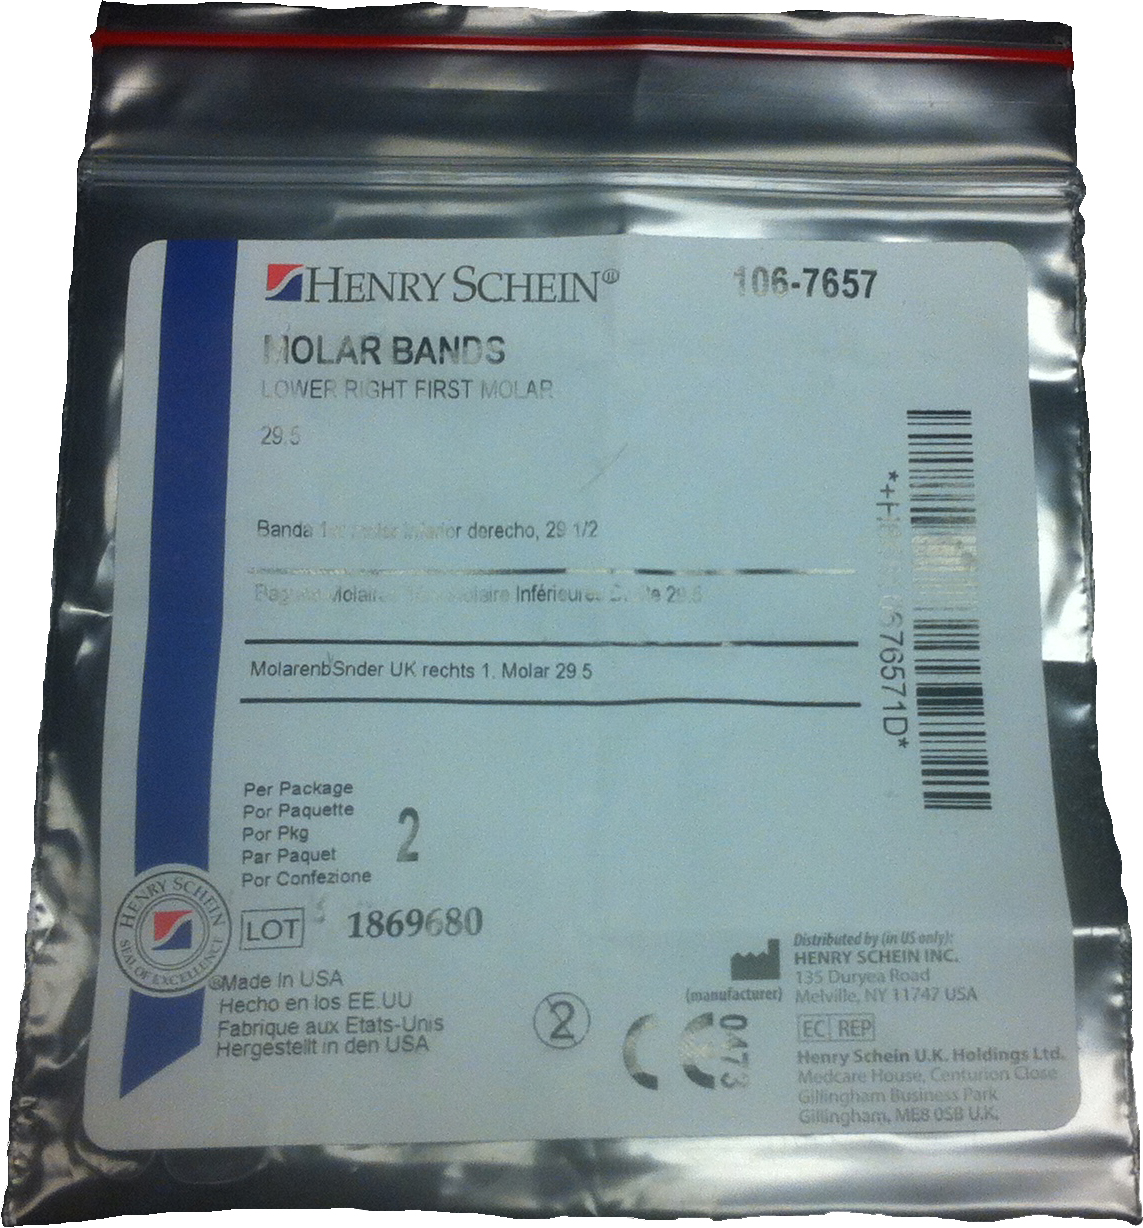 HENRY SCHEIN®
106-7657
MOLAR BANDS
LOWER RIGHT FIRST MOLAR
29.5
Banda derecho, 29 1/2
Inférieures 29.5
MolarenbSnder UK rechts 1. Molar 29.5
Per Package
Por Paquette
Por Pkg
Par Paquet
Por Confezione
2
LOT 1869680
HENRY SCHEIN
SEAL OF EXCELLENCE
®Made In USA
Hecho en los EE.UU
Fabrique aux Etats-Unis
Hergestellt in den USA
2
(manufacturer)
CE 0473
Distributed by (in US only):
HENRY SCHEIN INC.
135 Duryea Road
Melville, NY 11747 USA
EC REP
Henry Schein U.K. Holdings Ltd.
Medcare House, Centurion Close
Gillingham Business Park
Gillingham, ME8 0SB U.K.